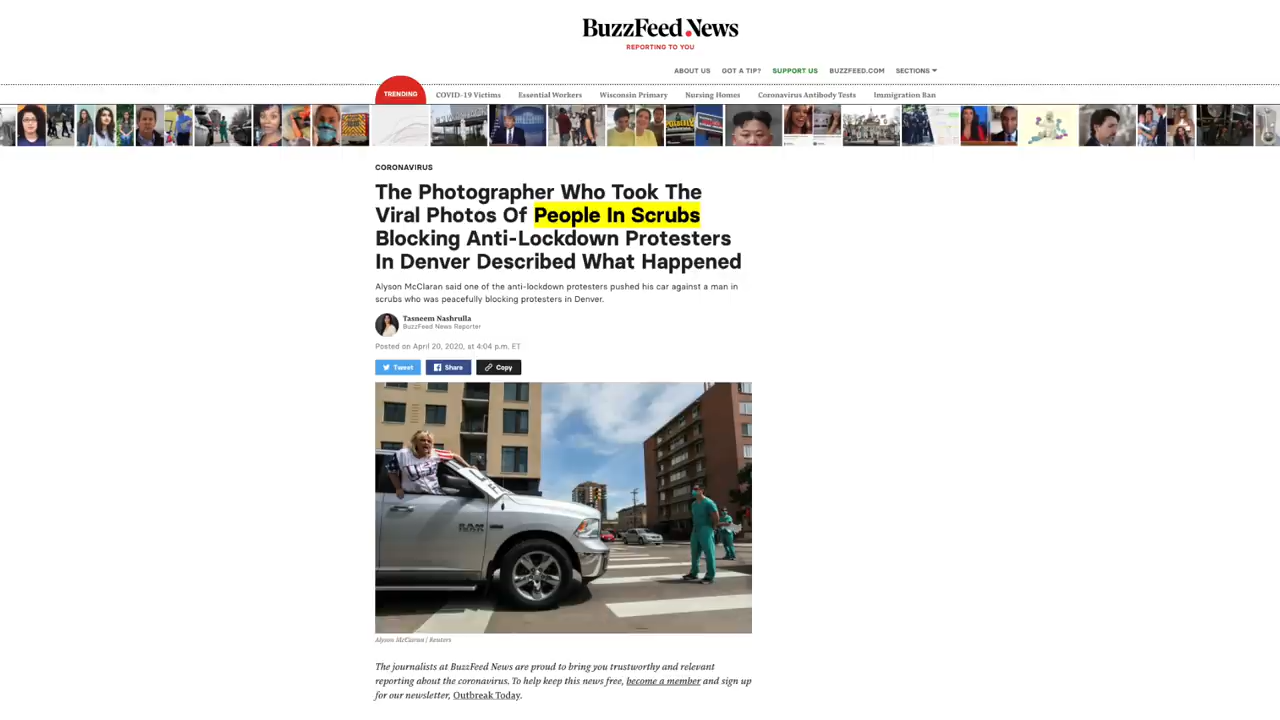 BuzzFeed.News
REPORTING TO YOU
ABOUT US GOT A TIP? SUPPORT US BUZZFEED.COM SECTIONS
TRENDING COVID-19 Victims Essential Workers Wisconsin Primary Nursing Homes Coronavirus Antibody Tests Immigration Ban
CORONAVIRUS
The Photographer Who Took The
Viral Photos Of People In Scrubs
Blocking Anti-Lockdown Protesters
In Denver Described What Happened
Alyson McClaran said one of the anti-lockdown protesters pushed his car against a man in
scrubs who was peacefully blocking protesters in Denver.
Tasneem Nashrulla
BuzzFeed News Reporter
Posted on April 20, 2020, at 4:04 p.m. ET
Tweet Share Copy
US
RAM
Alyson McClaran / Reuters
The journalists at BuzzFeed News are proud to bring you trustworthy and relevant
reporting about the coronavirus. To help keep this news free, become a member and sign up
for our newsletter, Outbreak Today.